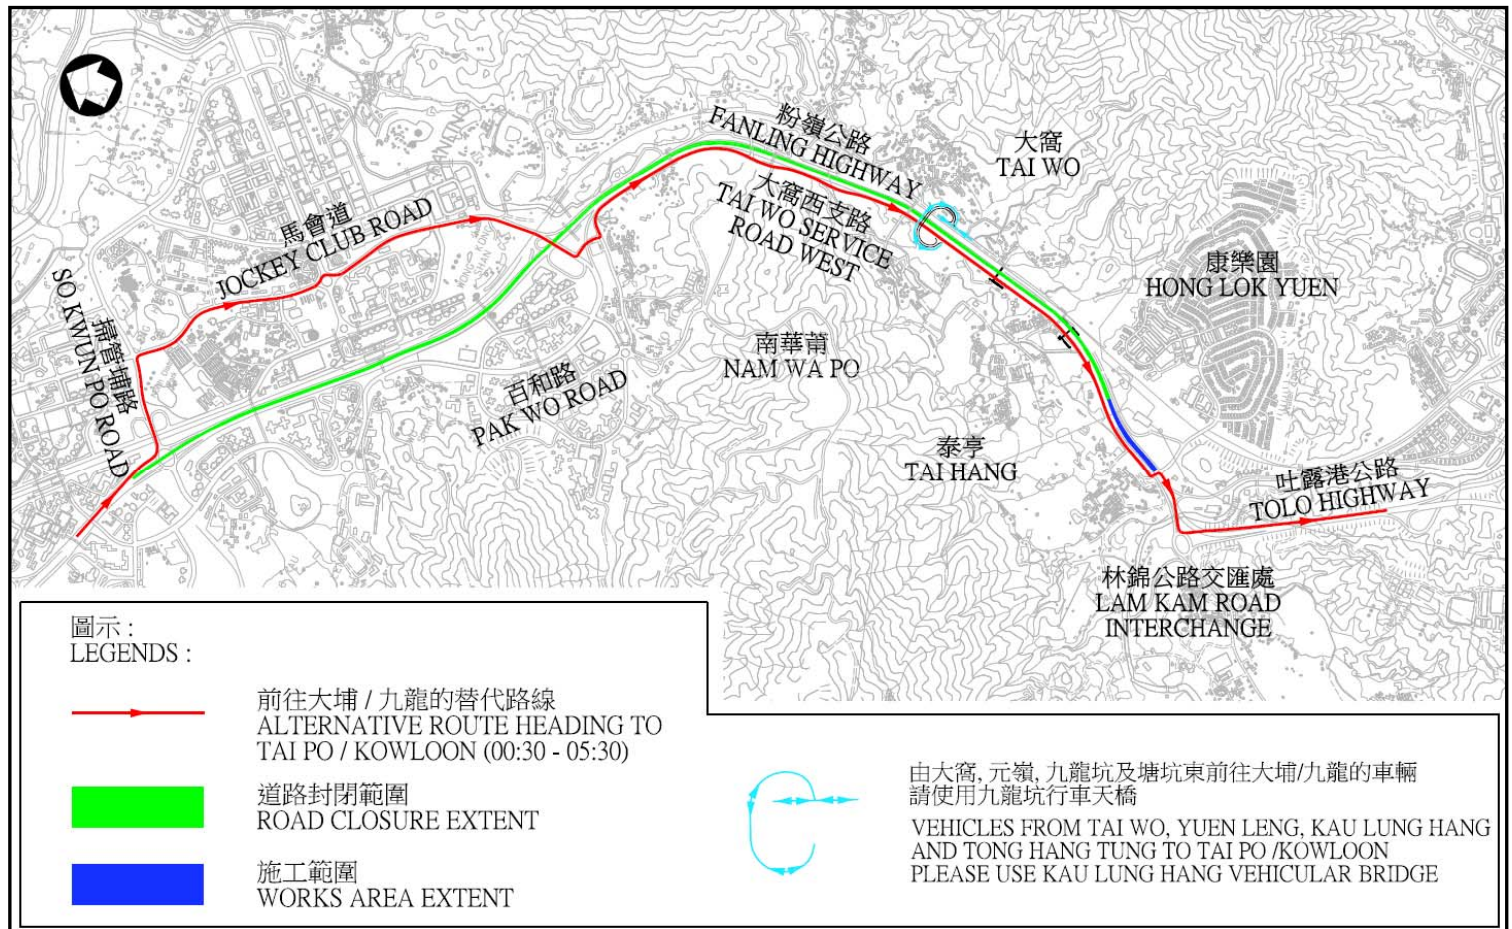 粉嶺公路
FANLING HIGHWAY
大窩
TAI WO
大窩西支路
TAI WO SERVICE
ROAD WEST
馬會道
JOCKEY CLUB ROAD
掃管埔路
SO KWUN PO ROAD
康樂園
HONG LOK YUEN
南華莆
NAM WA PO
百和路
PAK WO ROAD
泰亨
TAI HANG
吐露港公路
TOLO HIGHWAY
林錦公路交匯處
LAM KAM ROAD
INTERCHANGE
圖示 :
LEGENDS :
前往大埔 / 九龍的替代路線
ALTERNATIVE ROUTE HEADING TO
TAI PO / KOWLOON (00:30 - 05:30)
道路封閉範圍
ROAD CLOSURE EXTENT
施工範圍
WORKS AREA EXTENT
由大窩, 元嶺, 九龍坑及塘坑東前往大埔/九龍的車輛
請使用九龍坑行車天橋
VEHICLES FROM TAI WO, YUEN LENG, KAU LUNG HANG
AND TONG HANG TUNG TO TAI PO /KOWLOON
PLEASE USE KAU LUNG HANG VEHICULAR BRIDGE